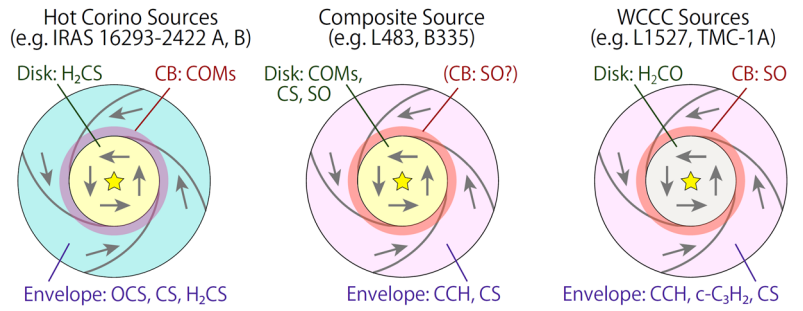 Hot Corino Sources
(e.g. IRAS 16293-2422 A, B)
Disk: H₂CS
CB: COMs
Envelope: OCS, CS, H₂CS
Composite Source
(e.g. L483, B335)
Disk: COMs,
CS, SO
(CB: SO?)
Envelope: CCH, CS
WCCC Sources
(e.g. L1527, TMC-1A)
Disk: H₂CO
CB: SO
Envelope: CCH, c-C₃H₂, CS